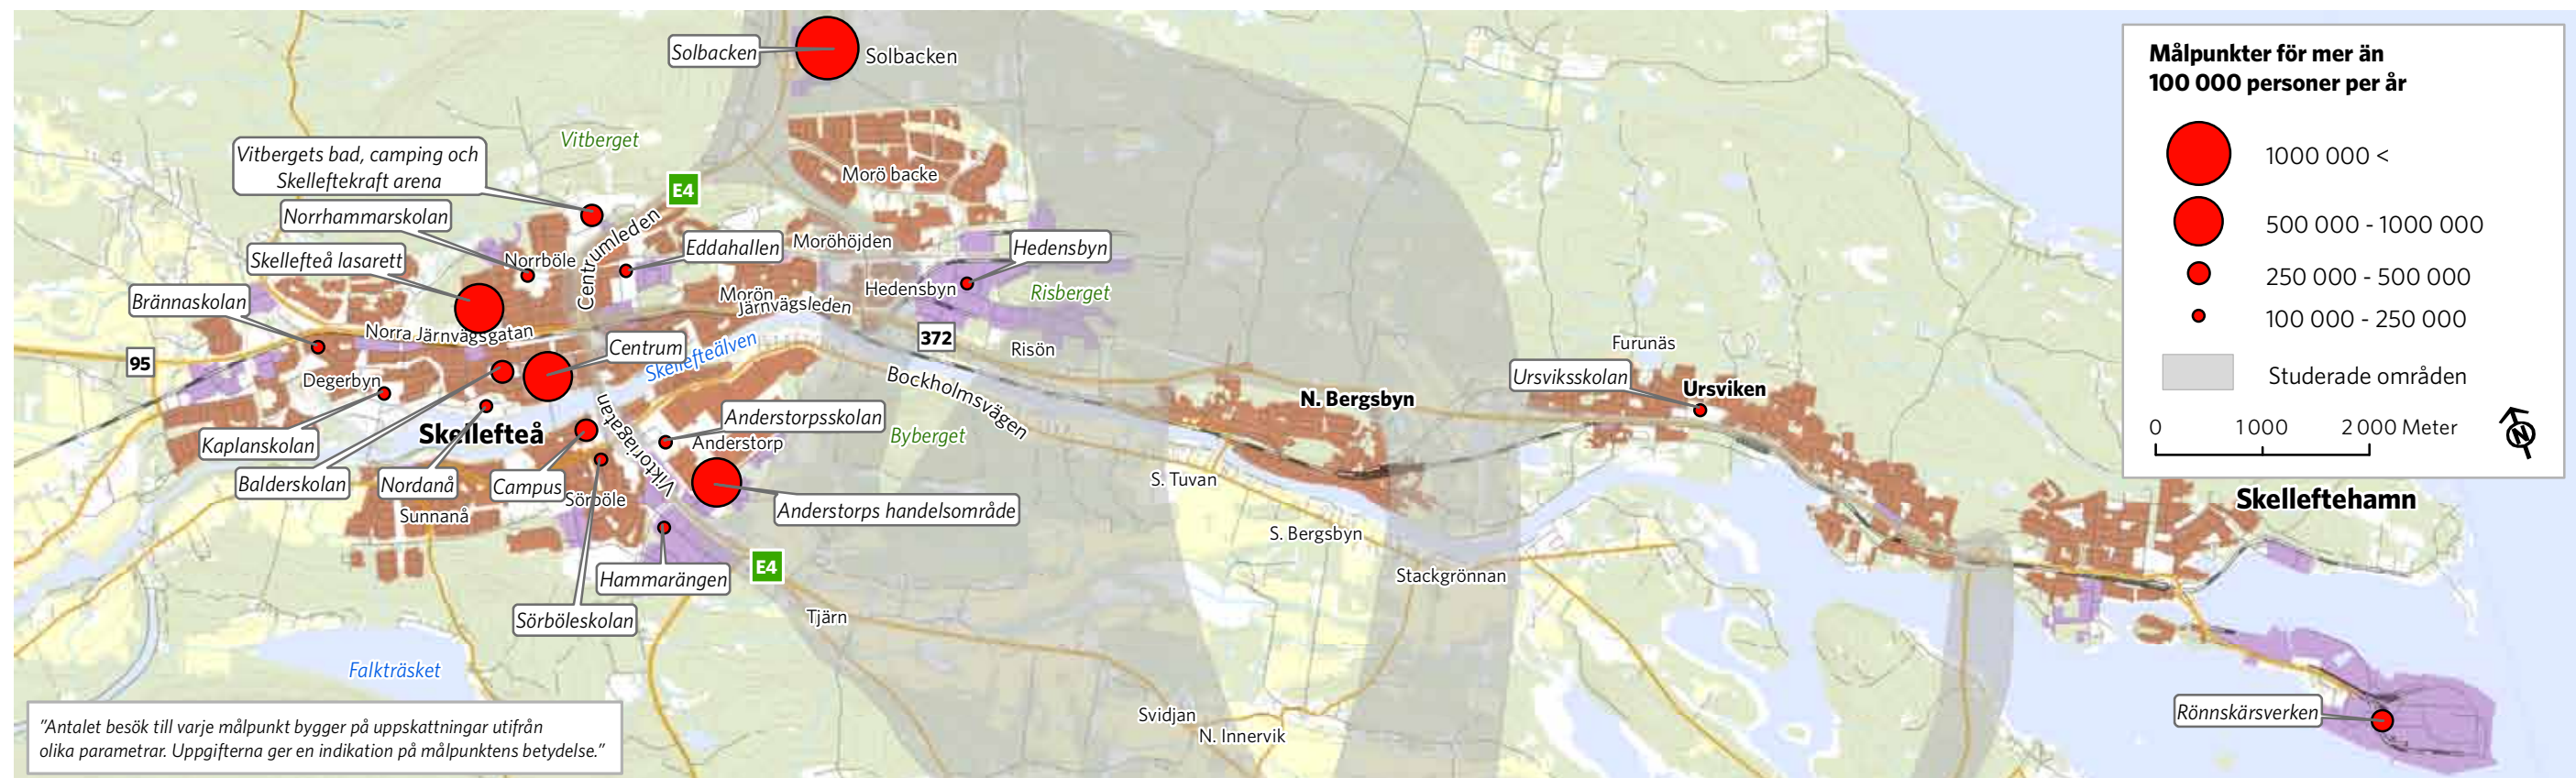 Solbacken
Solbacken
Vitberget
Vitbergets bad, camping och
Skelleftekraft arena
Morö backe
E4
Norrhammarskolan
Centrumleden
Eddahallen
Moröhöjden
Hedensbyn
Skellefteå lasarett
Norrböle
Hedensbyn
Risberget
Brännaskolan
Morön
Järnvägsleden
Norra Järnvägsgatan
372
Risön
95
Centrum
Skellefteälven
Degerbyn
Bockholmsvägen
Furunäs
Ursviksskolan
Ursviken
N. Bergsbyn
Kaplanskolan
Skellefteå
Viktoriagatan
Anderstorpsskolan
Anderstorp
Byberget
Balderskolan
Nordanå
Campus
Sörböle
Sunnanå
Anderstorps handelsområde
S. Tuvan
S. Bergsbyn
Stackgrönnan
Skelleftehamn
E4
Hammarängen
Sörböleskolan
Tjärn
Falkträsket
Svidjan
N. Innervik
Rönnskärsverken
Målpunkter för mer än
100 000 personer per år
1000 000 <
500 000 - 1000 000
250 000 - 500 000
100 000 - 250 000
Studerade områden
0 1 000 2 000 Meter
N
"Antalet besök till varje målpunkt bygger på uppskattningar utifrån
olika parametrar. Uppgifterna ger en indikation på målpunktens betydelse."